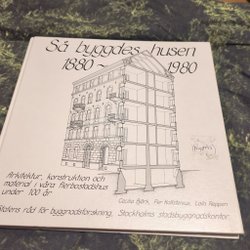 Så byggdes husen
1880~1980
Arkitektur, konstruktion och
material i våra flerbostadshus
under 100 år
Cecilia Björk, Per Kallstenius, Laila Reppen
Statens råd för byggnadsforskning, Stockholms stadsbyggnadskontor